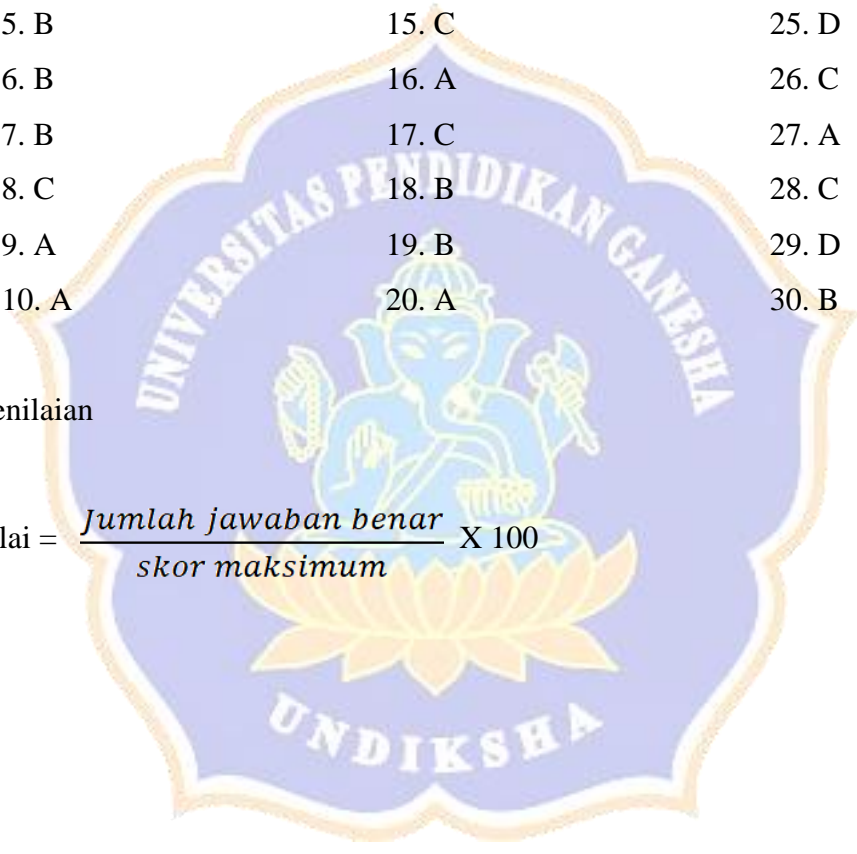 5. B 15. C 25. D
6. B 16. A 26. C
7. B 17. C 27. A
8. C 18. B 28. C
9. A 19. B 29. D
10. A 20. A 30. B
UNIVERSITAS PENDIDIKAN GANESHA
enilaian
lai = Jumlah jawaban benar X 100
skor maksimum
UNDIKSHA